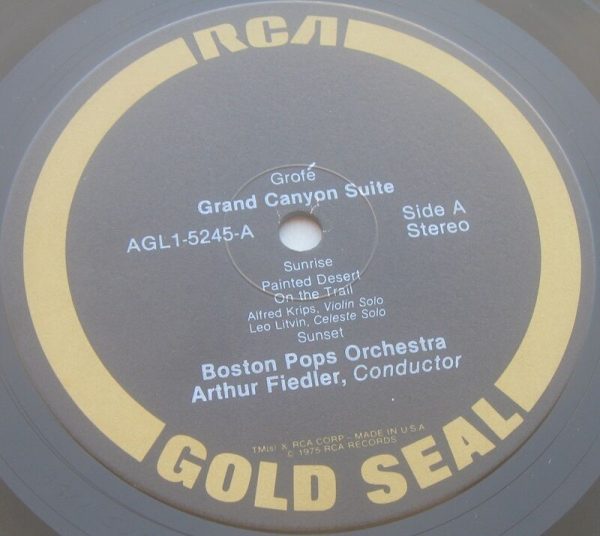 RCA
Grofé
Grand Canyon Suite
AGL1-5245-A
Side A
Stereo
Sunrise
Painted Desert
On the Trail
Alfred Krips, Violin Solo
Leo Litvin, Celeste Solo
Sunset
Boston Pops Orchestra
Arthur Fiedler, Conductor
TM(s) ® RCA CORP - MADE IN U.S.A
© 1975 RCA RECORDS
GOLD SEAL